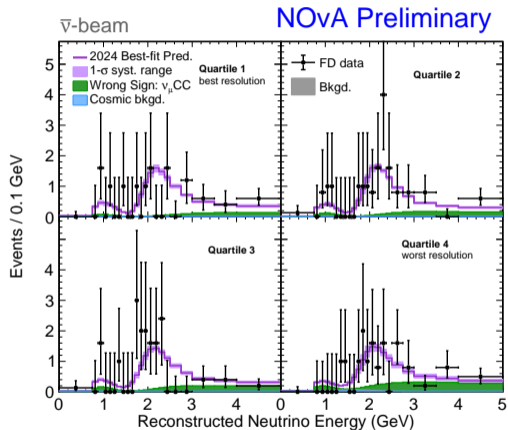 ν̄-beam
NOvA Preliminary
2024 Best-fit Pred.
1-σ syst. range
Wrong Sign: νμCC
Cosmic bkgd.
Quartile 1
best resolution
FD data
Bkgd.
Quartile 2
Quartile 3
Quartile 4
worst resolution
Events / 0.1 GeV
5
4
3
2
1
0
4
3
2
1
0
0 1 2 3 4 0 1 2 3 4 5
Reconstructed Neutrino Energy (GeV)